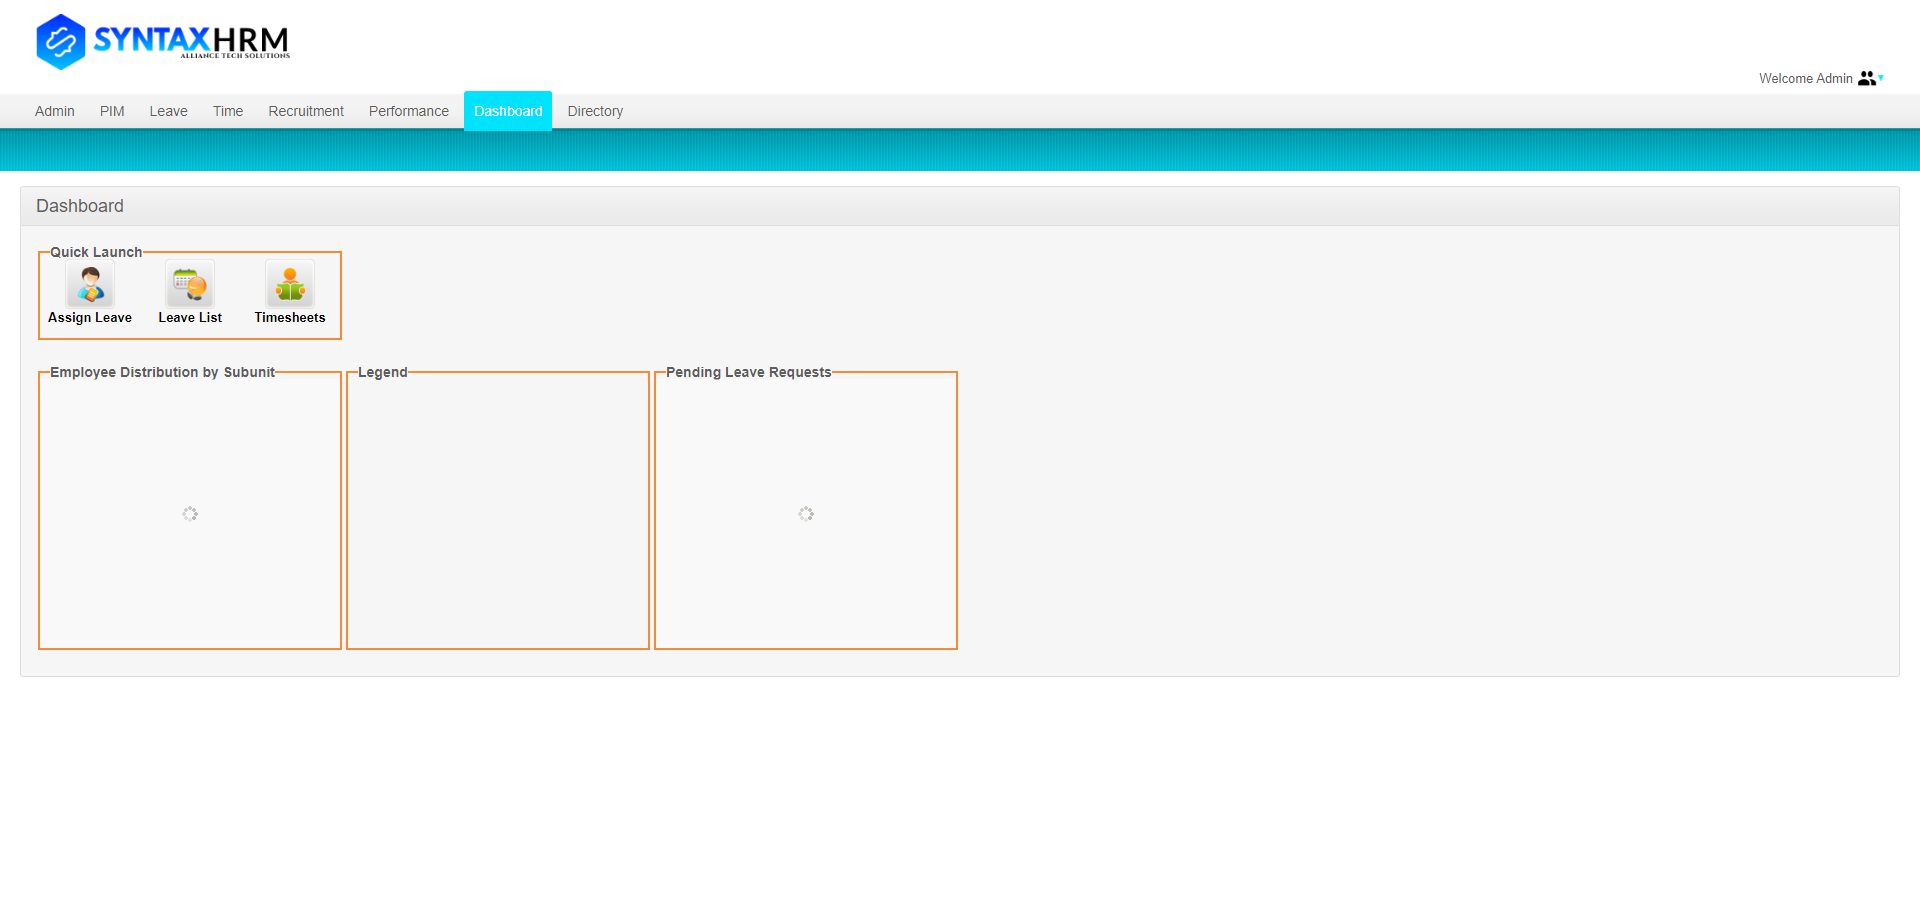 SYNTAXHRM
ALLIANCE TECH SOLUTIONS
Welcome Admin
Admin PIM Leave Time Recruitment Performance Dashboard Directory
Dashboard
Quick Launch
Assign Leave Leave List Timesheets
Employee Distribution by Subunit Legend Pending Leave Requests